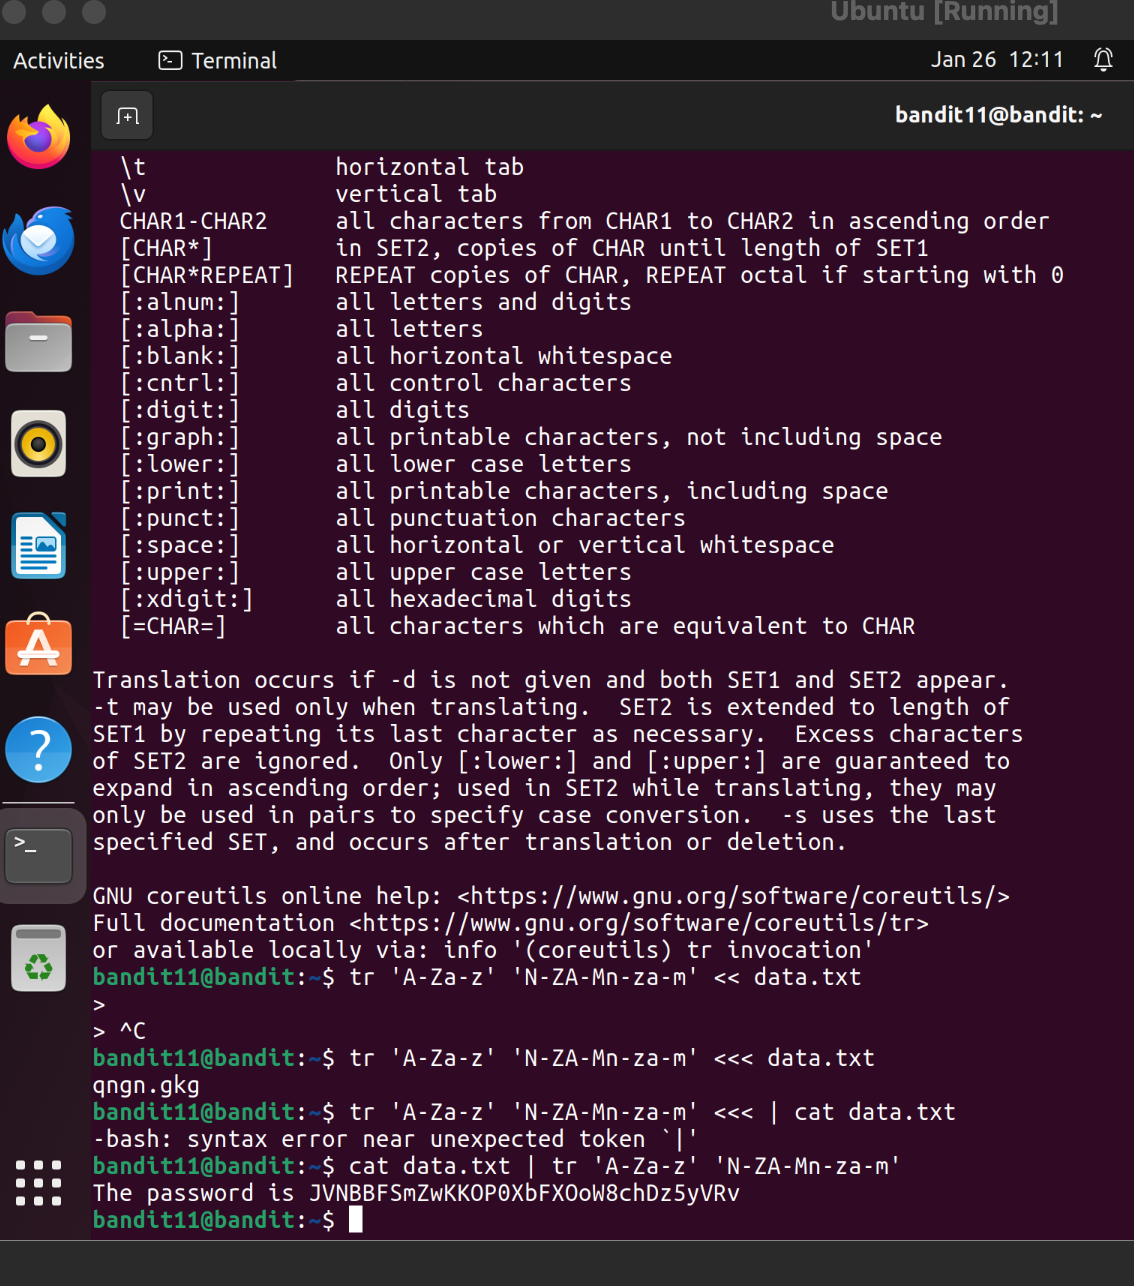 Ubuntu [Running]
Activities
Terminal
Jan 26 12:11
bandit11@bandit: ~
\t horizontal tab
\v vertical tab
CHAR1-CHAR2 all characters from CHAR1 to CHAR2 in ascending order
[CHAR*] in SET2, copies of CHAR until length of SET1
[CHAR*REPEAT] REPEAT copies of CHAR, REPEAT octal if starting with 0
[:alnum:] all letters and digits
[:alpha:] all letters
[:blank:] all horizontal whitespace
[:cntrl:] all control characters
[:digit:] all digits
[:graph:] all printable characters, not including space
[:lower:] all lower case letters
[:print:] all printable characters, including space
[:punct:] all punctuation characters
[:space:] all horizontal or vertical whitespace
[:upper:] all upper case letters
[:xdigit:] all hexadecimal digits
[=CHAR=] all characters which are equivalent to CHAR
Translation occurs if -d is not given and both SET1 and SET2 appear.
-t may be used only when translating.  SET2 is extended to length of
SET1 by repeating its last character as necessary.  Excess characters
of SET2 are ignored.  Only [:lower:] and [:upper:] are guaranteed to
expand in ascending order; used in SET2 while translating, they may
only be used in pairs to specify case conversion.  -s uses the last
specified SET, and occurs after translation or deletion.
GNU coreutils online help: <https://www.gnu.org/software/coreutils/>
Full documentation <https://www.gnu.org/software/coreutils/tr>
or available locally via: info '(coreutils) tr invocation'
bandit11@bandit:~$ tr 'A-Za-z' 'N-ZA-Mn-za-m' << data.txt
>
> ^C
bandit11@bandit:~$ tr 'A-Za-z' 'N-ZA-Mn-za-m' <<< data.txt
qngn.gkg
bandit11@bandit:~$ tr 'A-Za-z' 'N-ZA-Mn-za-m' <<< | cat data.txt
-bash: syntax error near unexpected token `|'
bandit11@bandit:~$ cat data.txt | tr 'A-Za-z' 'N-ZA-Mn-za-m'
The password is JVNBBFSmZwKKOP0XbFXOoW8chDz5yVRv
bandit11@bandit:~$